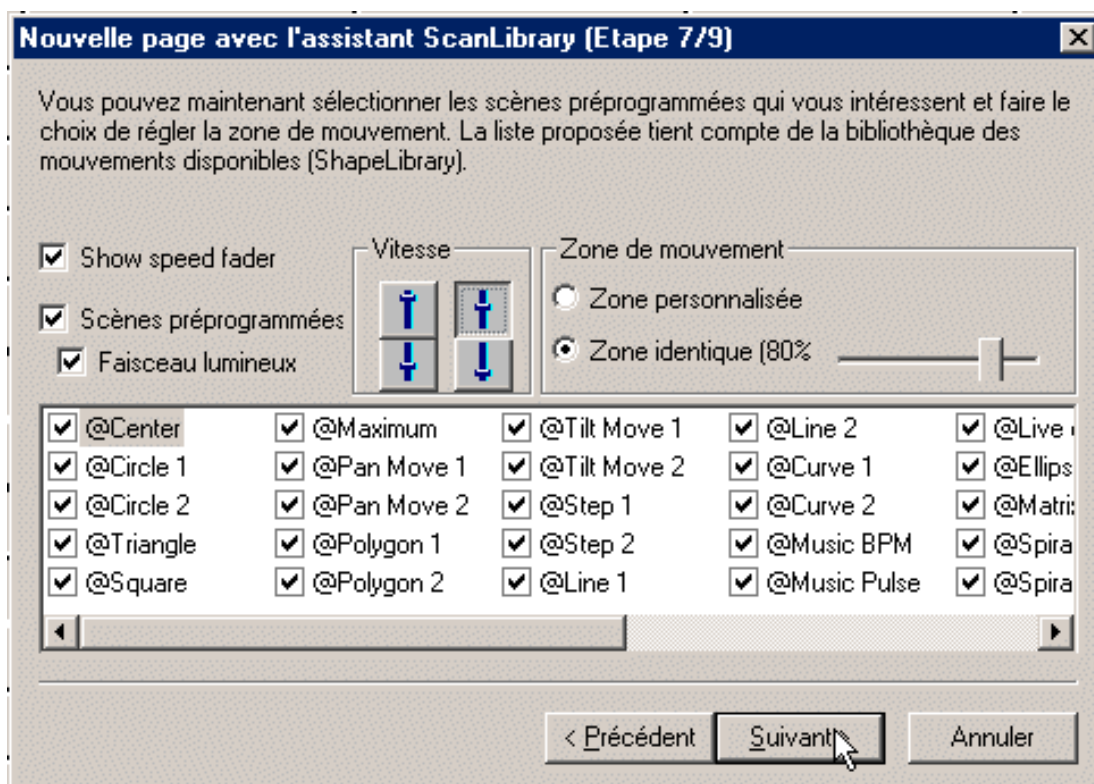 Nouvelle page avec l'assistant ScanLibrary (Etape 7/9)
Vous pouvez maintenant sélectionner les scènes préprogrammées qui vous intéressent et faire le
choix de régler la zone de mouvement. La liste proposée tient compte de la bibliothèque des
mouvements disponibles (ShapeLibrary).
Show speed fader
Scènes préprogrammées
Faisceau lumineux
Vitesse
Zone de mouvement
Zone personnalisée
Zone identique (80%
@Center @Maximum @Tilt Move 1 @Line 2 @Live
@Circle 1 @Pan Move 1 @Tilt Move 2 @Curve 1 @Ellips
@Circle 2 @Pan Move 2 @Step 1 @Curve 2 @Matri
@Triangle @Polygon 1 @Step 2 @Music BPM @Spira
@Square @Polygon 2 @Line 1 @Music Pulse @Spira
< Précédent Suivant Annuler